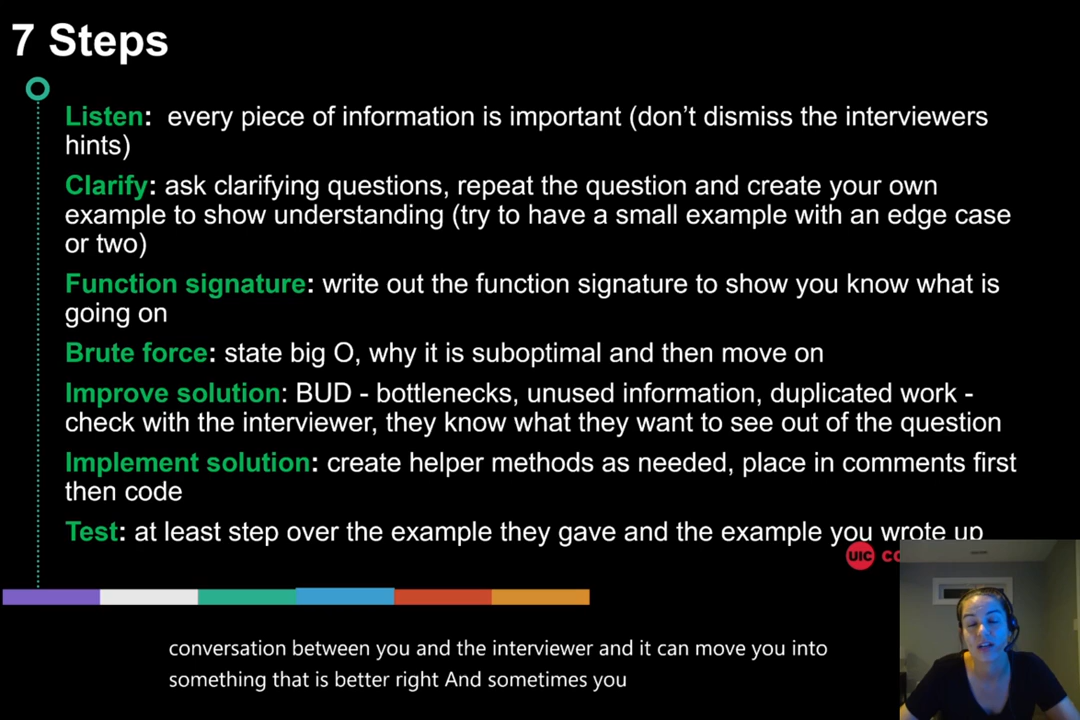 7 Steps
Listen: every piece of information is important (don't dismiss the interviewers
hints)
Clarify: ask clarifying questions, repeat the question and create your own
example to show understanding (try to have a small example with an edge case
or two)
Function signature: write out the function signature to show you know what is
going on
Brute force: state big O, why it is suboptimal and then move on
Improve solution: BUD - bottlenecks, unused information, duplicated work -
check with the interviewer, they know what they want to see out of the question
Implement solution: create helper methods as needed, place in comments first
then code
Test: at least step over the example they gave and the example you wrote up
UIC
conversation between you and the interviewer and it can move you into
something that is better right And sometimes you